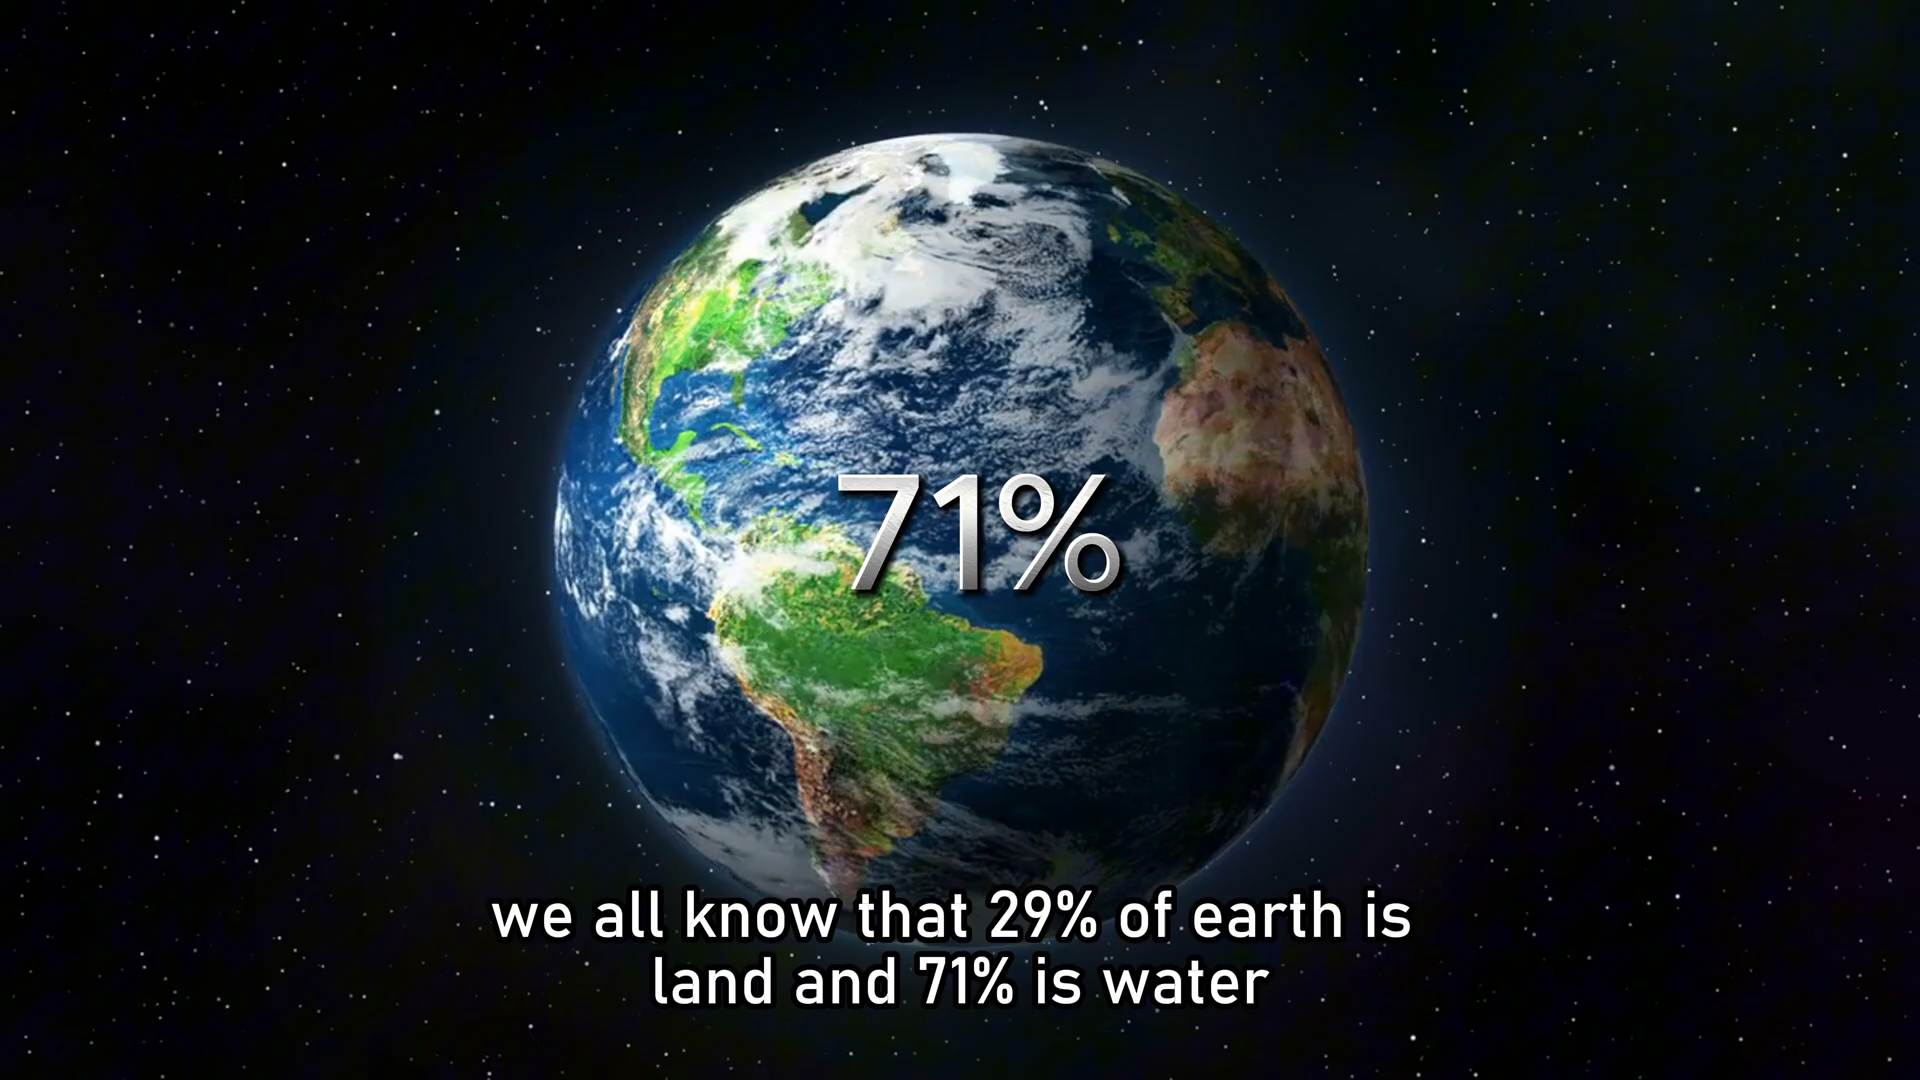 71%
we all know that 29% of earth is
land and 71% is water